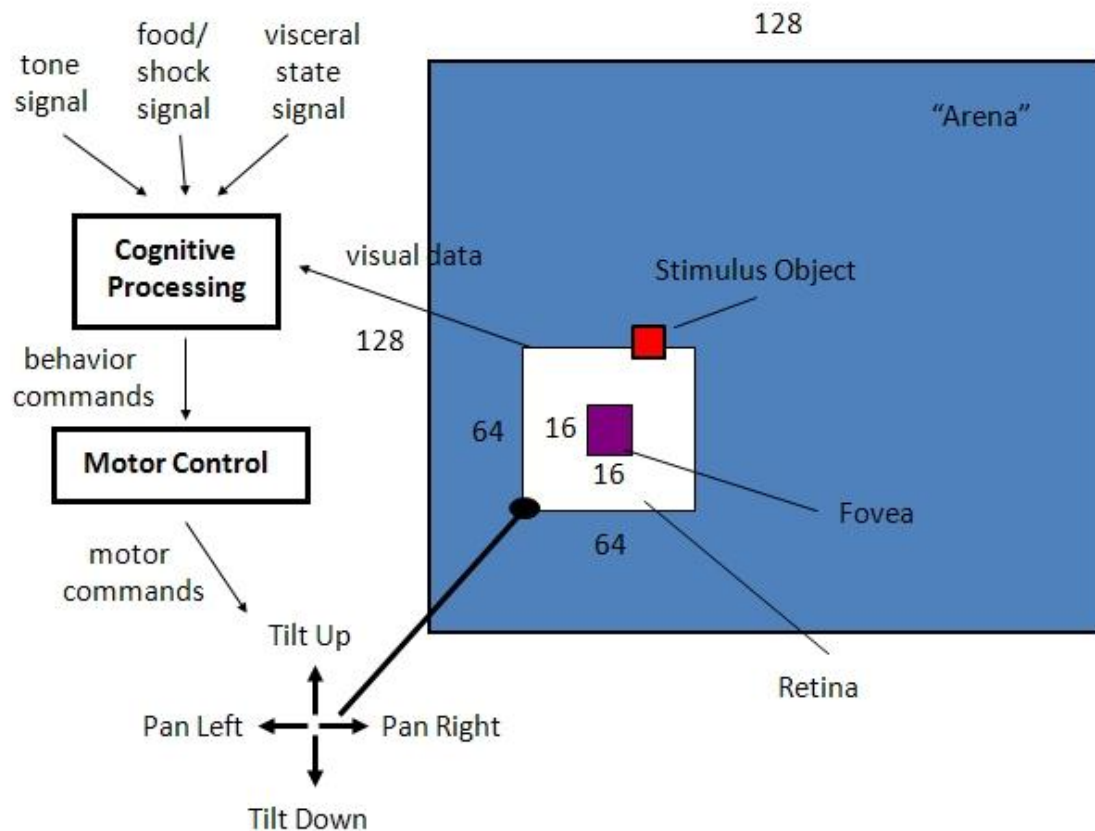 tone
signal
food/
shock
signal
visceral
state
signal
128
“Arena”
Cognitive
Processing
visual data
Stimulus Object
128
behavior
commands
64
16
16
Motor Control
Fovea
64
motor
commands
Tilt Up
Retina
Pan Left
Pan Right
Tilt Down